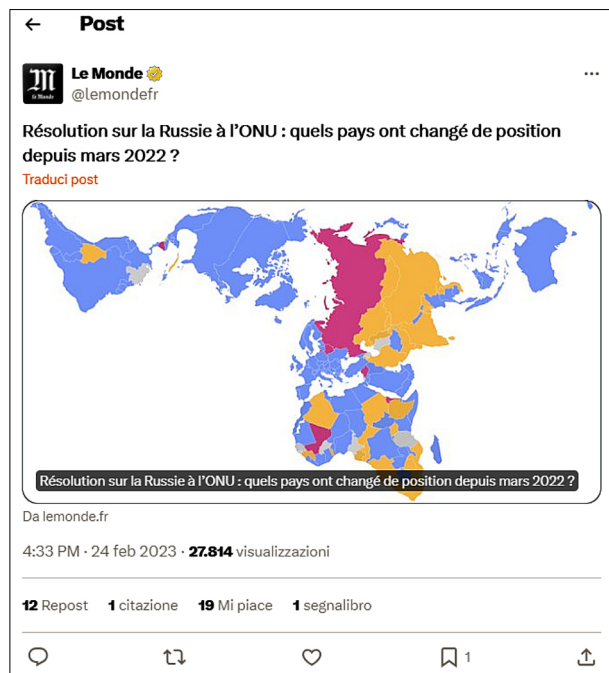 Post
Le Monde
@lemondefr
Résolution sur la Russie à l'ONU : quels pays ont changé de position
depuis mars 2022 ?
Traduci post
Résolution sur la Russie à l'ONU : quels pays ont changé de position depuis mars 2022 ?
Da lemonde.fr
4:33 PM · 24 feb 2023 · 27.814 visualizzazioni
12 Repost 1 citazione 19 Mi piace 1 segnalibro
1